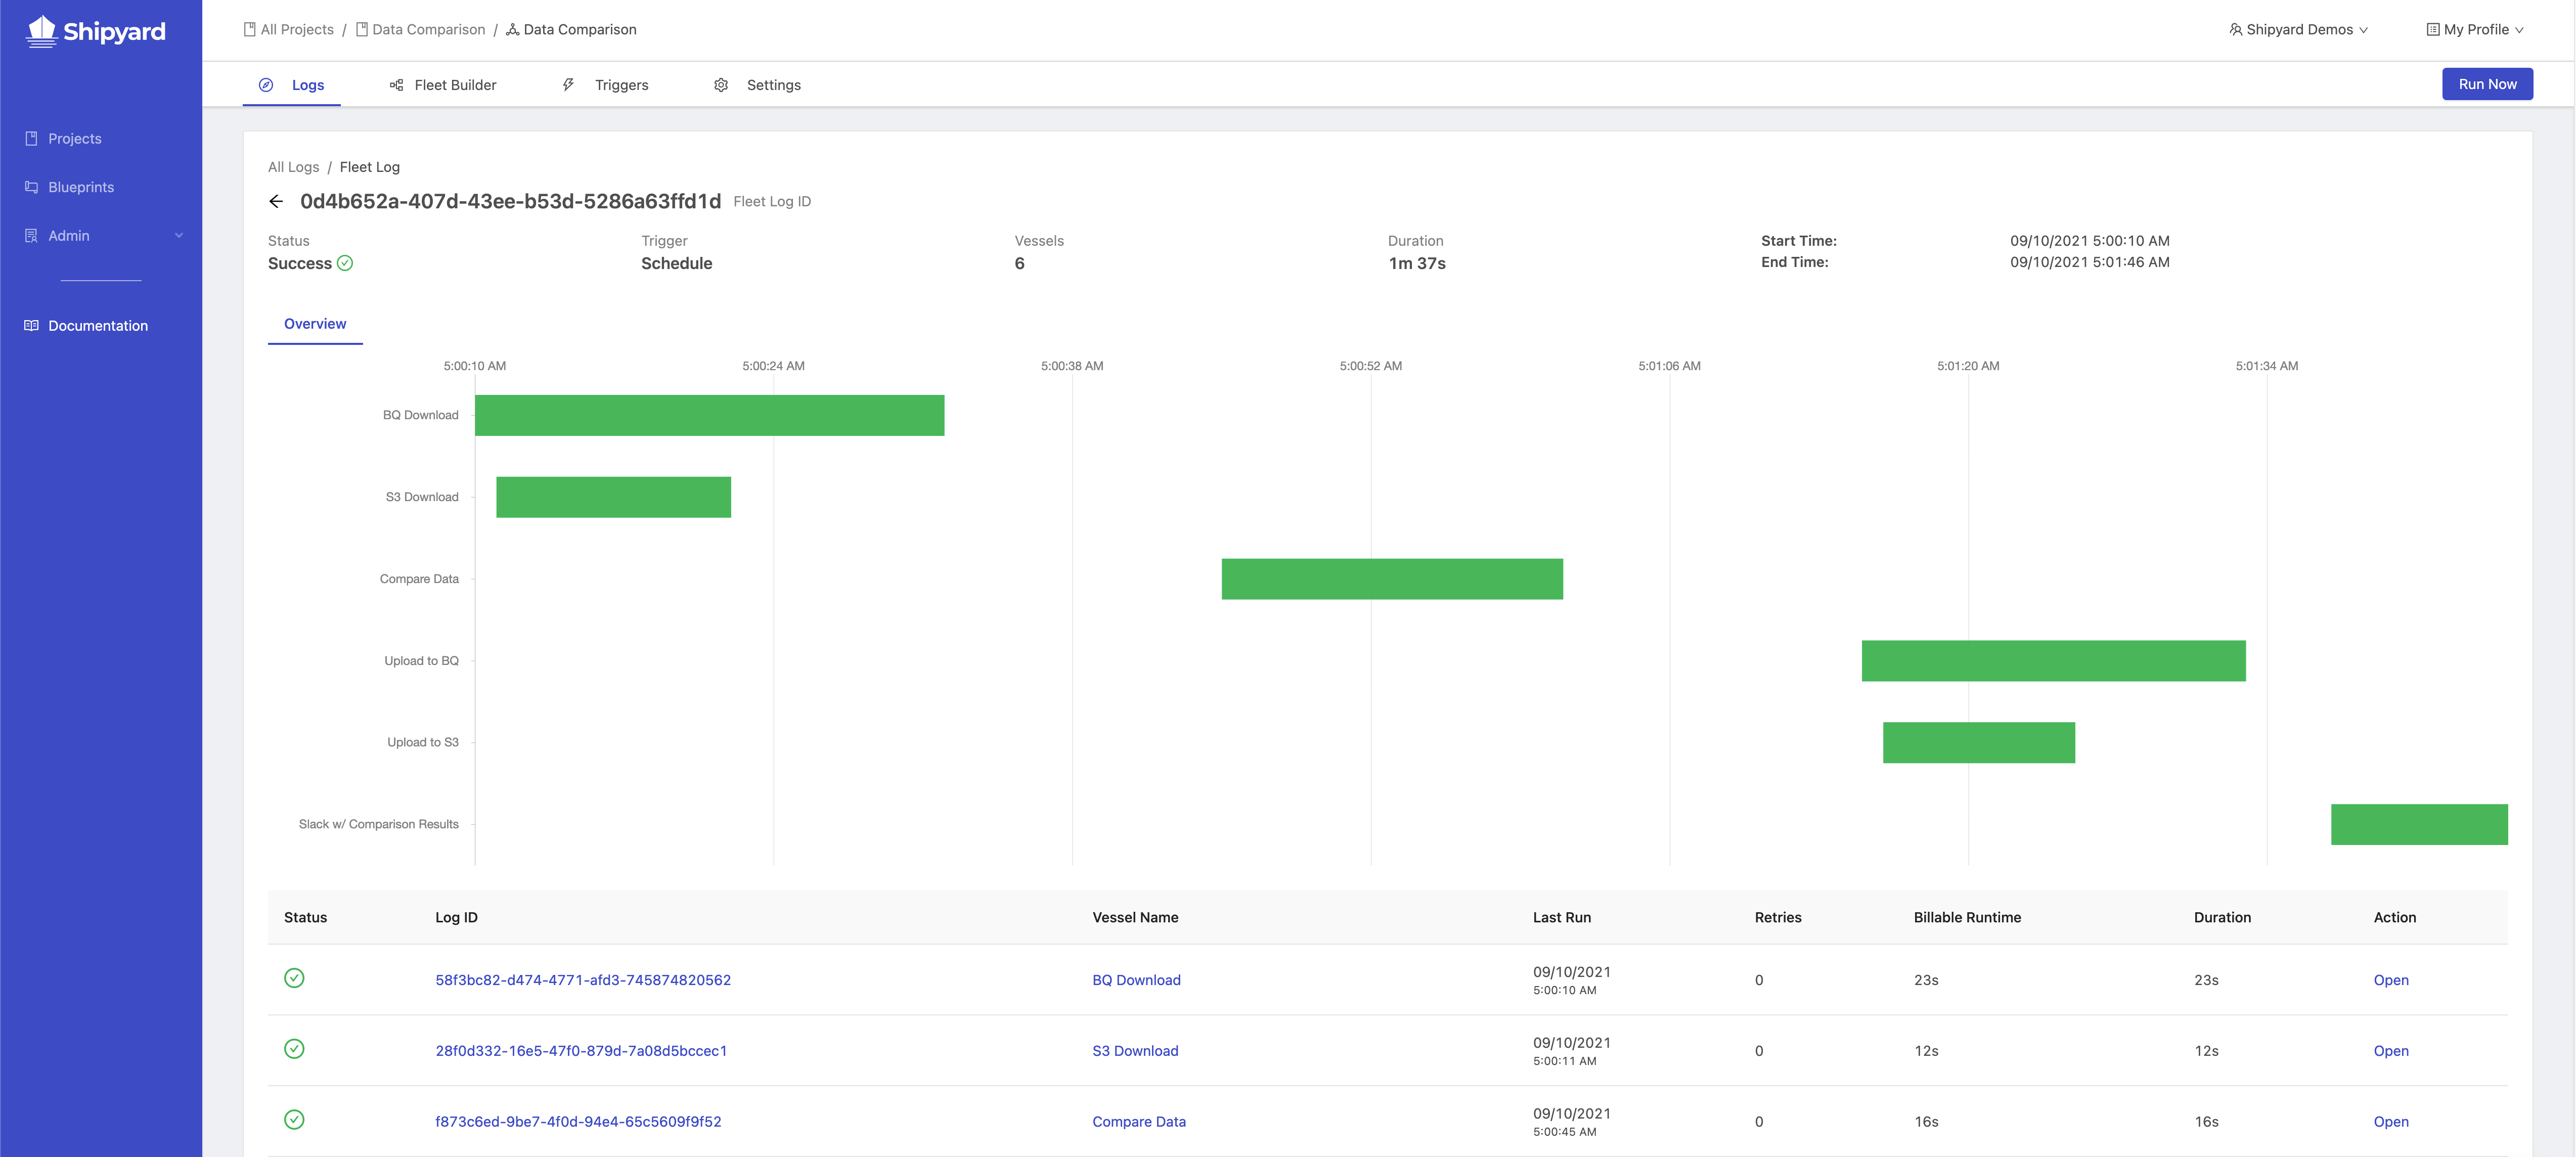 Shipyard
All Projects / Data Comparison / Data Comparison
Shipyard Demos
My Profile
Logs
Fleet Builder
Triggers
Settings
Run Now
Projects
Blueprints
Admin
Documentation
All Logs / Fleet Log
0d4b652a-407d-43ee-b53d-5286a63ffd1d Fleet Log ID
Status
Success
Trigger
Schedule
Vessels
6
Duration
1m 37s
Start Time: 09/10/2021 5:00:10 AM
End Time: 09/10/2021 5:01:46 AM
Overview
5:00:10 AM 5:00:24 AM 5:00:38 AM 5:00:52 AM 5:01:06 AM 5:01:20 AM 5:01:34 AM
BQ Download
S3 Download
Compare Data
Upload to BQ
Upload to S3
Slack w/ Comparison Results
Status Log ID Vessel Name Last Run Retries Billable Runtime Duration Action
58f3bc82-d474-4771-afd3-745874820562 BQ Download 09/10/2021 0 23s 23s Open
5:00:10 AM
28f0d332-16e5-47f0-879d-7a08d5bccec1 S3 Download 09/10/2021 0 12s 12s Open
5:00:11 AM
f873c6ed-9be7-4f0d-94e4-65c5609f9f52 Compare Data 09/10/2021 0 16s 16s Open
5:00:45 AM